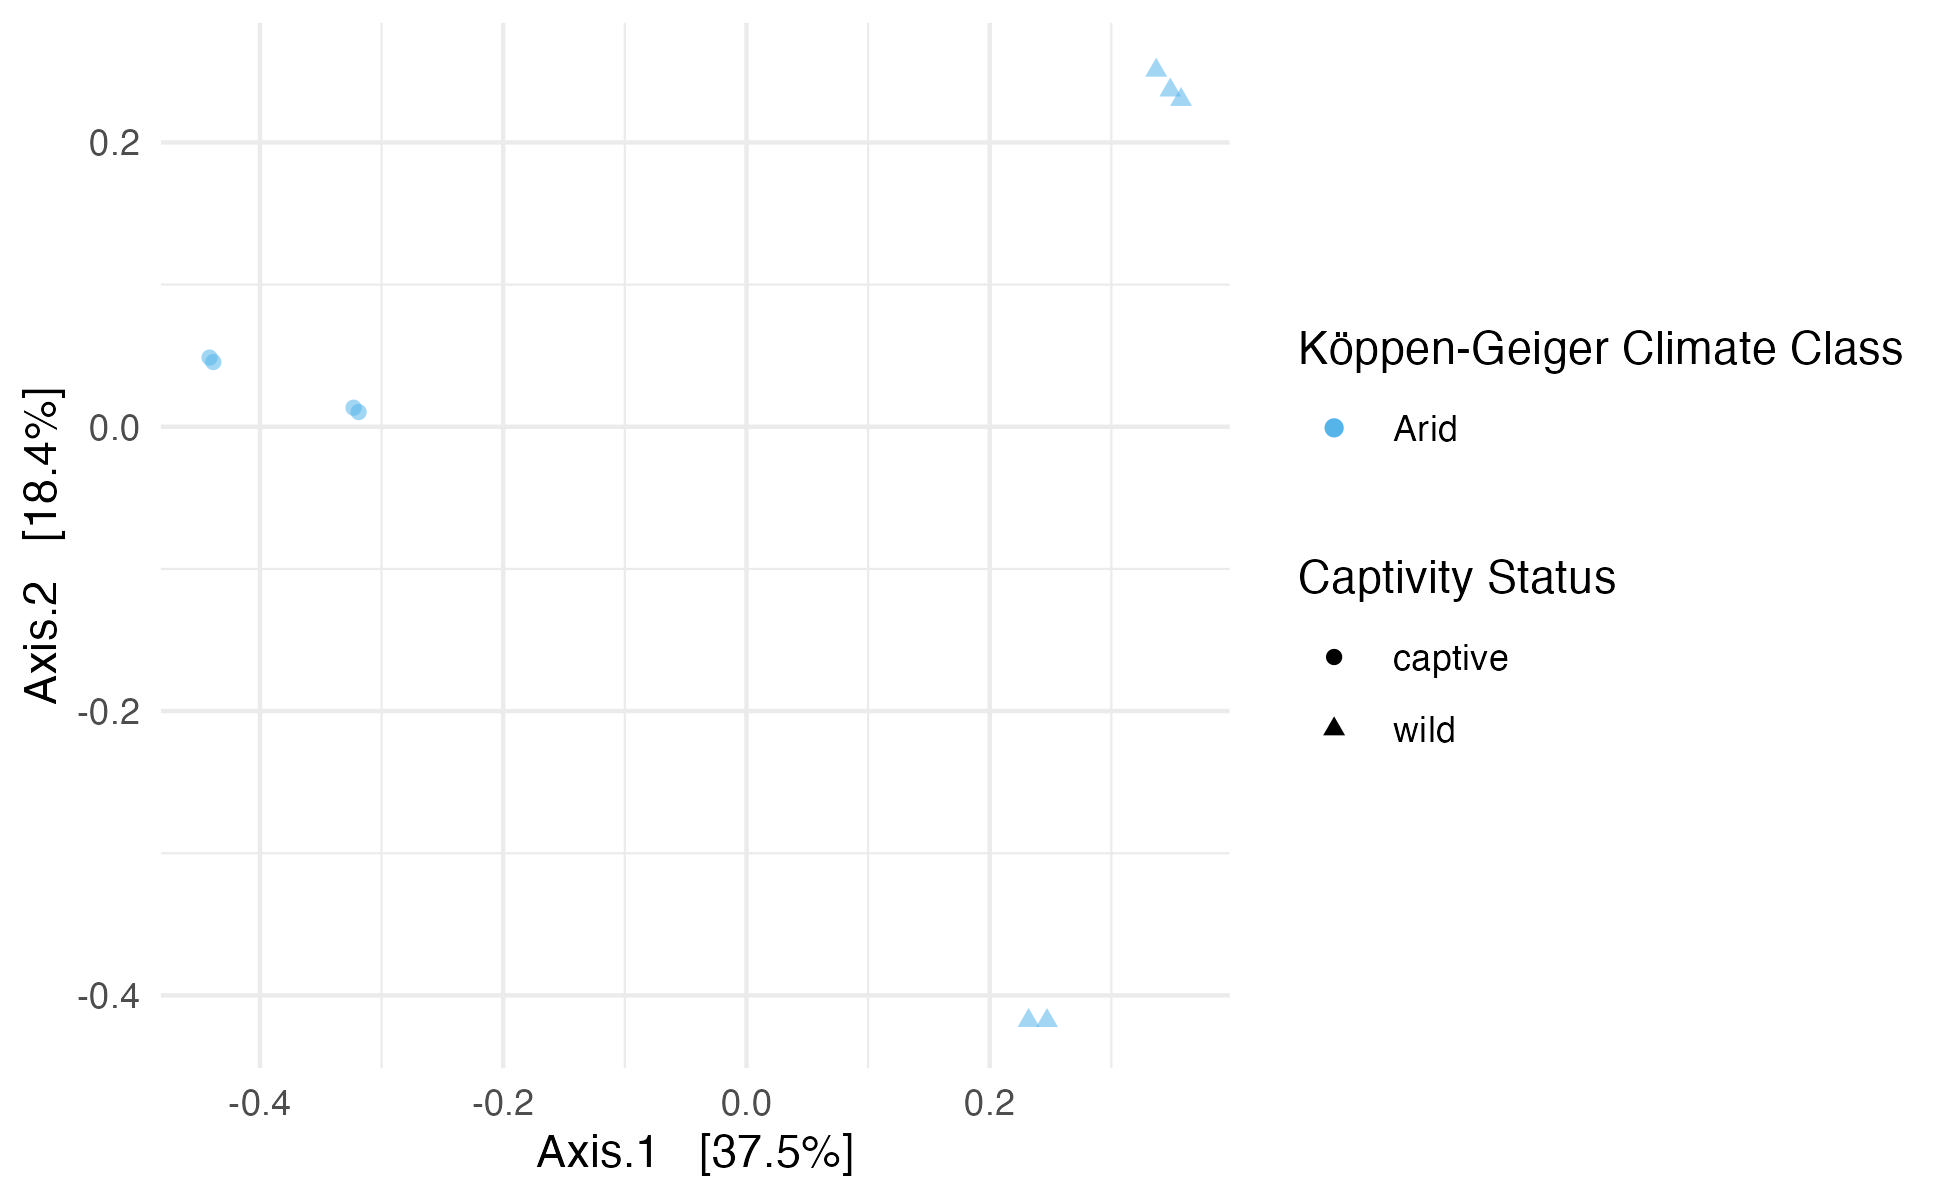 0.2
0.0
-0.2
-0.4
Axis.2 [18.4%]
-0.4 -0.2 0.0 0.2
Axis.1 [37.5%]
Köppen-Geiger Climate Class
Arid
Captivity Status
captive
wild